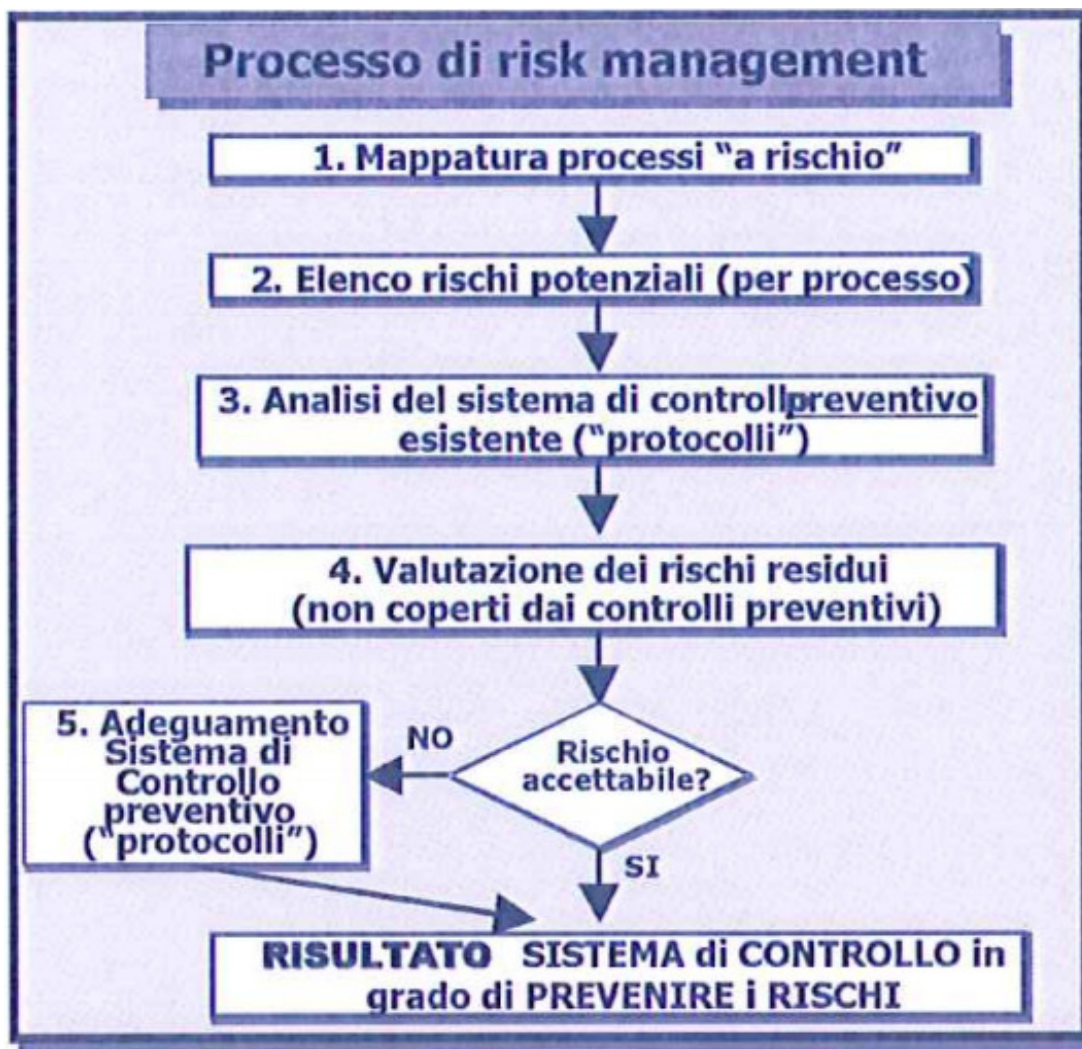 Processo di risk management
1. Mappatura processi “a rischio”
2. Elenco rischi potenziali (per processo)
3. Analisi del sistema di controllpreventivo
esistente (“protocolli”)
4. Valutazione dei rischi residui
(non coperti dai controlli preventivi)
5. Adeguamento
Sistema di
Controllo
preventivo
(“protocolli”)
NO
Rischio
accettabile?
SI
RISULTATO SISTEMA di CONTROLLO in
grado di PREVENIRE i RISCHI